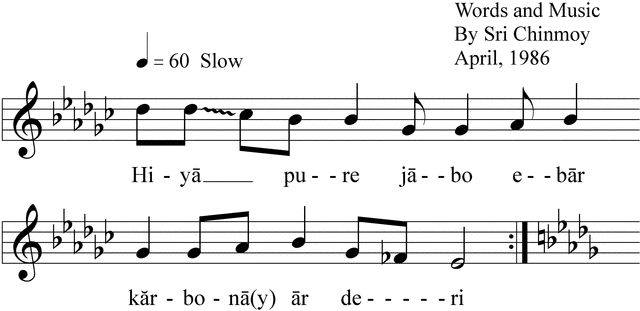 Words and Music
By Sri Chinmoy
April, 1986
= 60 Slow
Hi - yā pu - - re jā - - bo e - - bār
kăr - bo - nā(y) ār de - - - - - ri